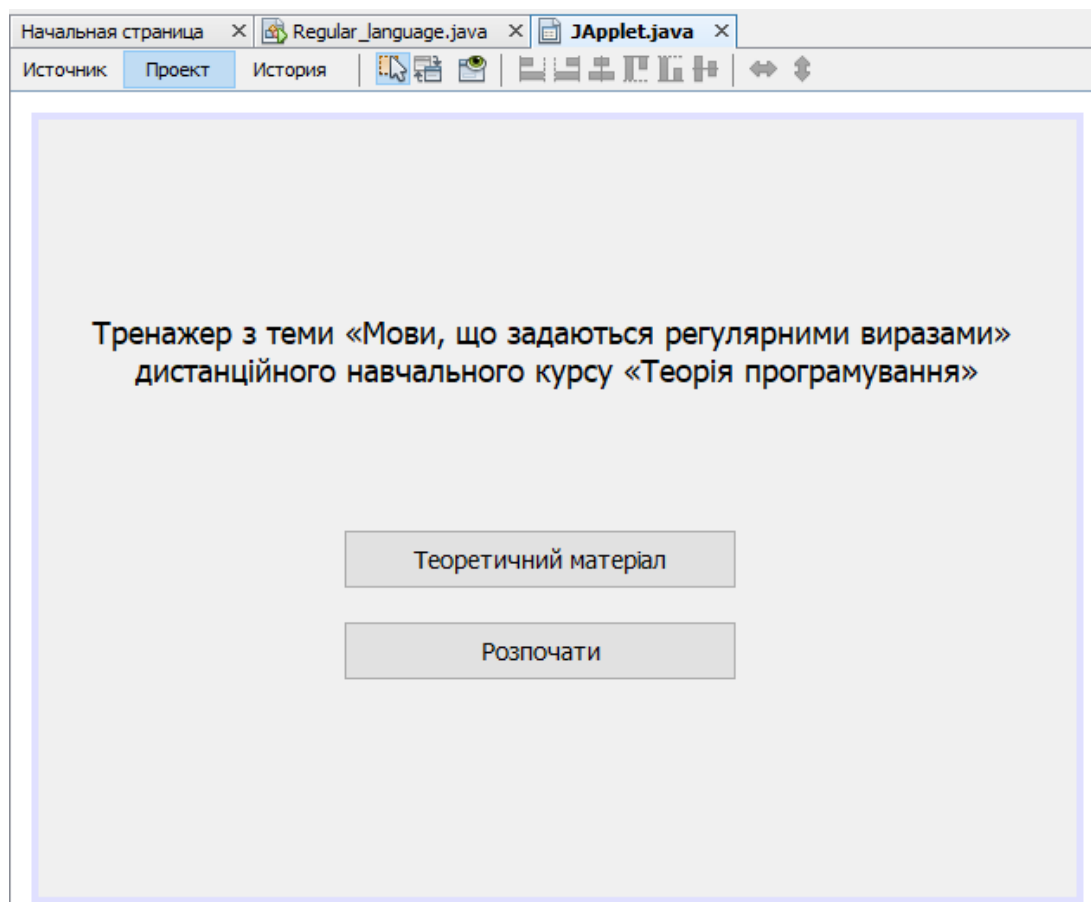 Начальная страница Regular_language.java JApplet.java
Источник Проект История
Тренажер з теми «Мови, що задаються регулярними виразами»
дистанційного навчального курсу «Теорія програмування»
Теоретичний матеріал
Розпочати